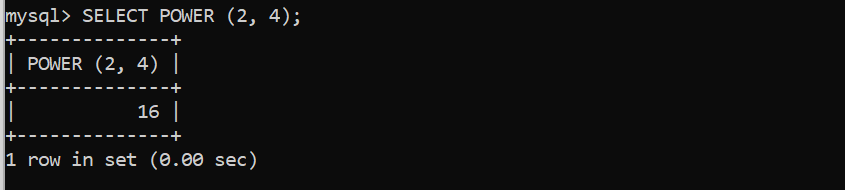 mysql> SELECT POWER (2, 4);
+--------------+
| POWER (2, 4) |
+--------------+
|           16 |
+--------------+
1 row in set (0.00 sec)